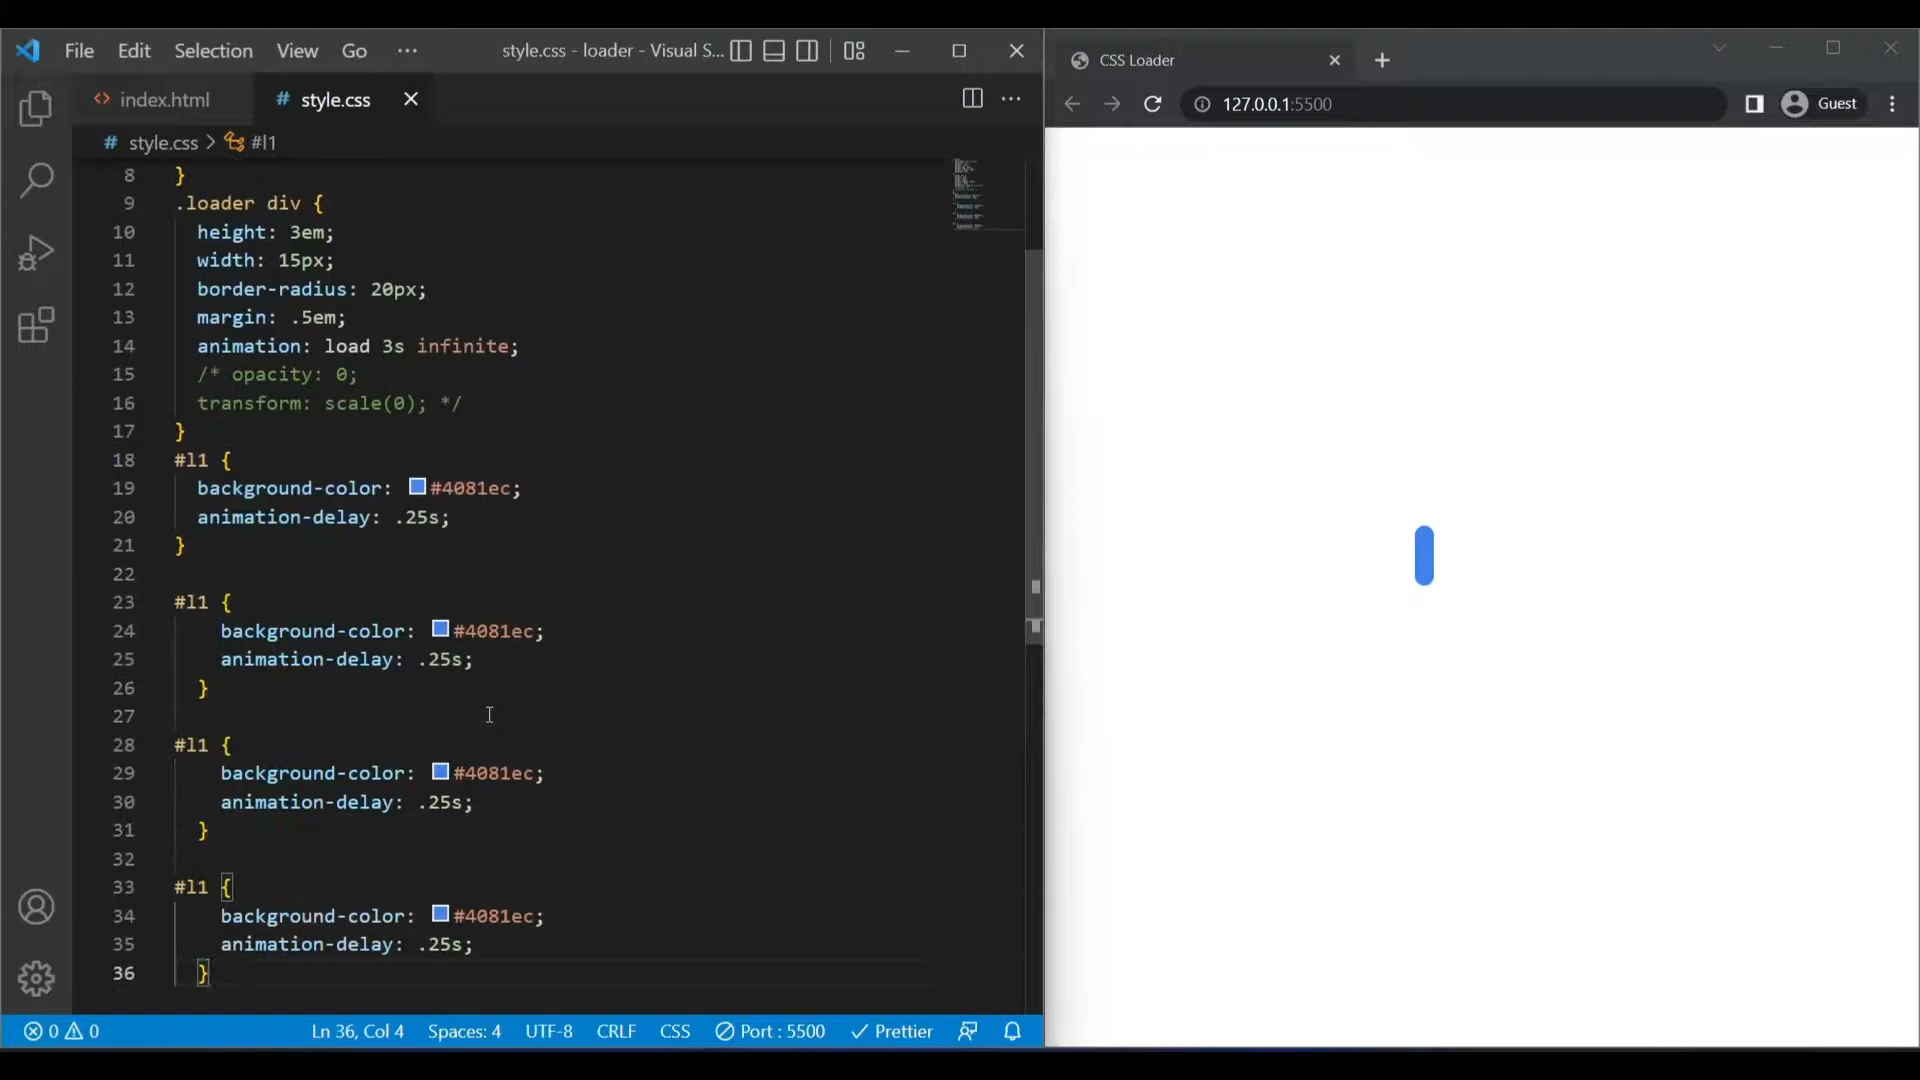 File Edit Selection View Go ··· style.css - loader - Visual S...
index.html # style.css
# style.css > #l1
8 }
9 .loader div {
10 height: 3em;
11 width: 15px;
12 border-radius: 20px;
13 margin: .5em;
14 animation: load 3s infinite;
15 /* opacity: 0;
16 transform: scale(0); */
17 }
18 #l1 {
19 background-color: #4081ec;
20 animation-delay: .25s;
21 }
22
23 #l1 {
24 background-color: #4081ec;
25 animation-delay: .25s;
26 }
27
28 #l1 {
29 background-color: #4081ec;
30 animation-delay: .25s;
31 }
32
33 #l1 {
34 background-color: #4081ec;
35 animation-delay: .25s;
36 }
0 0 Ln 36, Col 4 Spaces: 4 UTF-8 CRLF CSS Port : 5500 Prettier
CSS Loader
127.0.0.1:5500 Guest